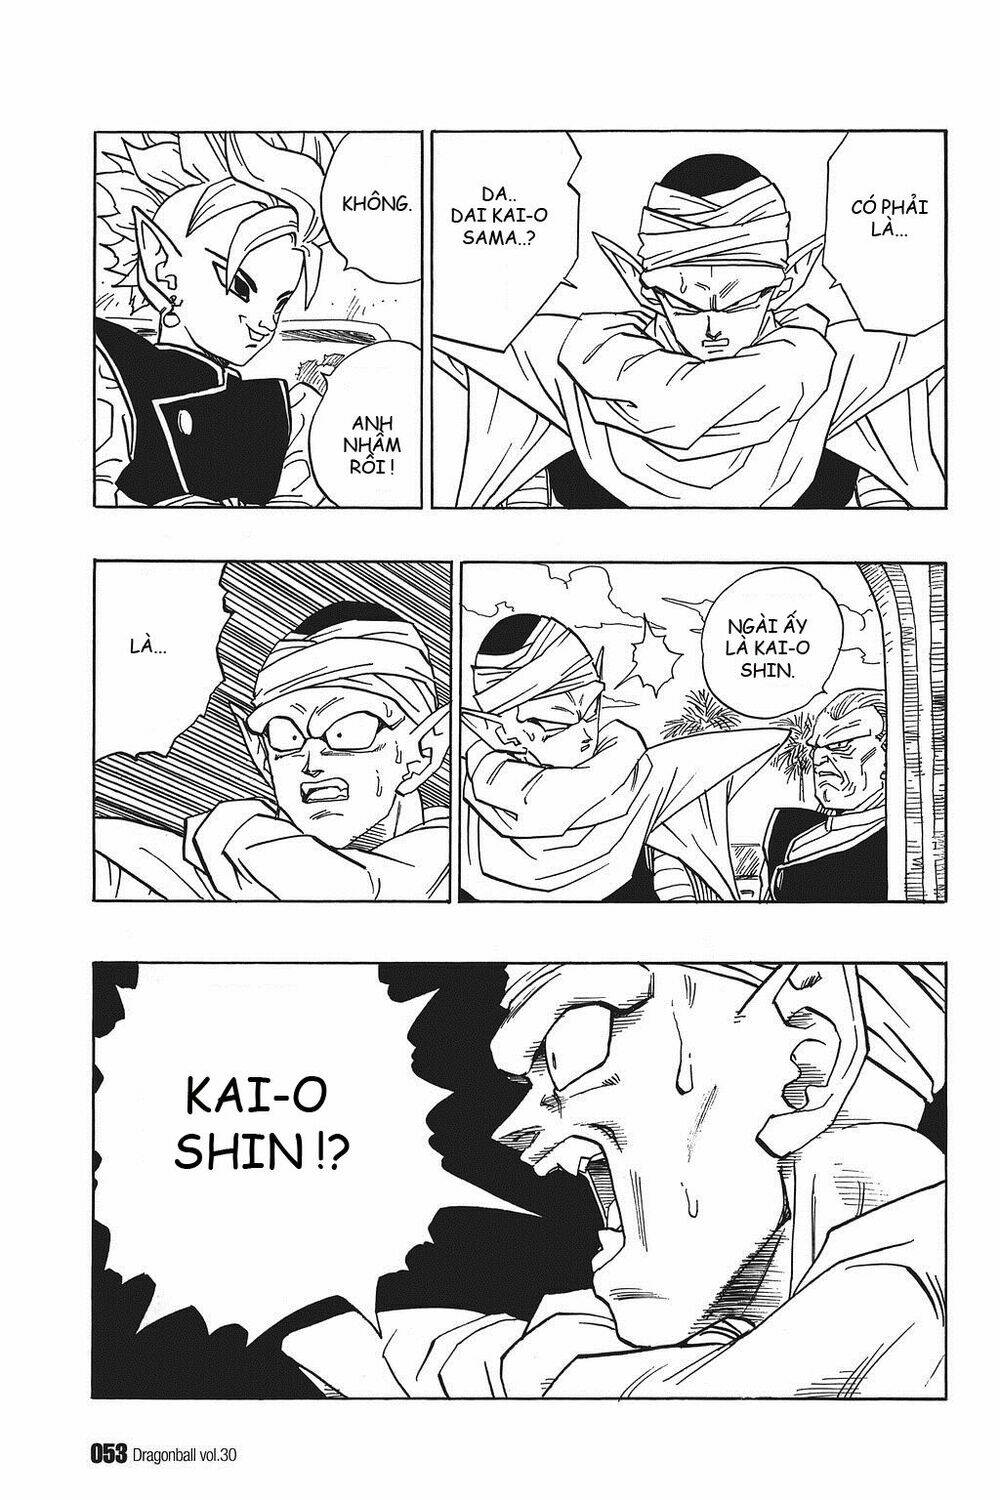 CÓ PHẢI
LÀ...
DA..
DAI KAI-O
SAMA..?
KHÔNG.
ANH
NHẦM
RỒI !
NGÀI ẤY
LÀ KAI-O
SHIN.
LÀ...
KAI-O
SHIN !?
053 Dragonball vol.30